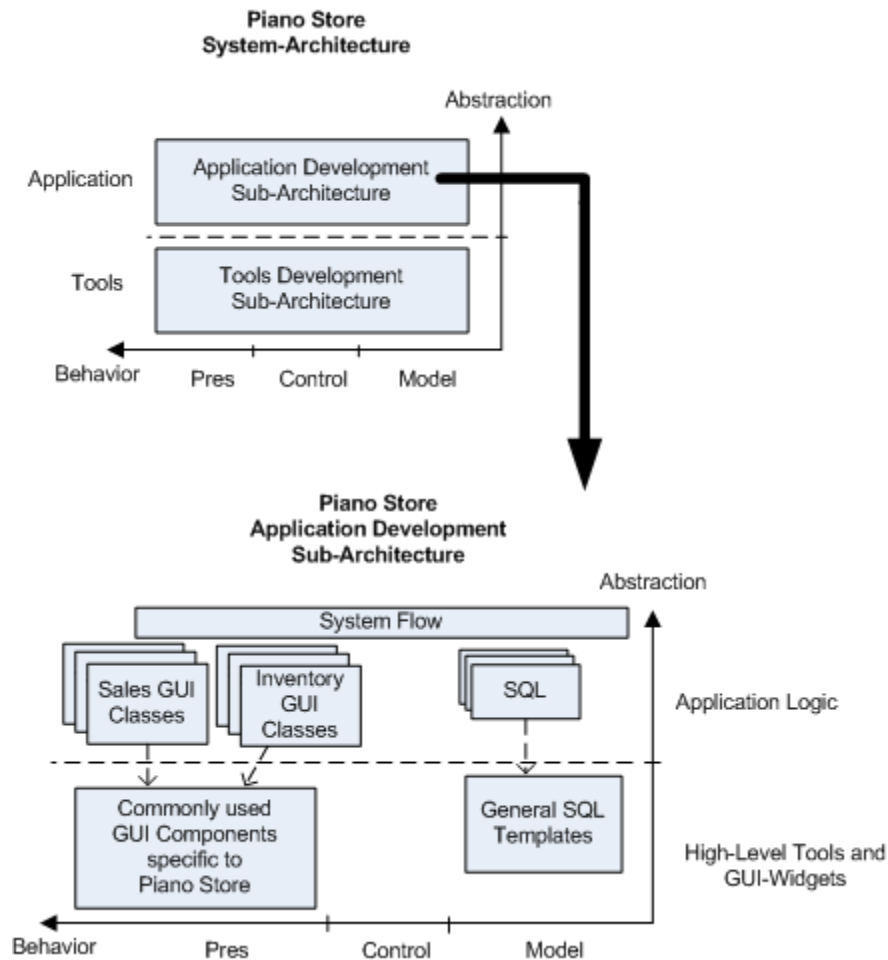 Piano Store
System-Architecture
Abstraction
Application
Application Development
Sub-Architecture
Tools
Tools Development
Sub-Architecture
Behavior
Pres
Control
Model
Piano Store
Application Development
Sub-Architecture
Abstraction
System Flow
Sales GUI
Classes
Inventory
GUI
Classes
SQL
Application Logic
Commonly used
GUI Components
specific to
Piano Store
General SQL
Templates
High-Level Tools and
GUI-Widgets
Behavior
Pres
Control
Model